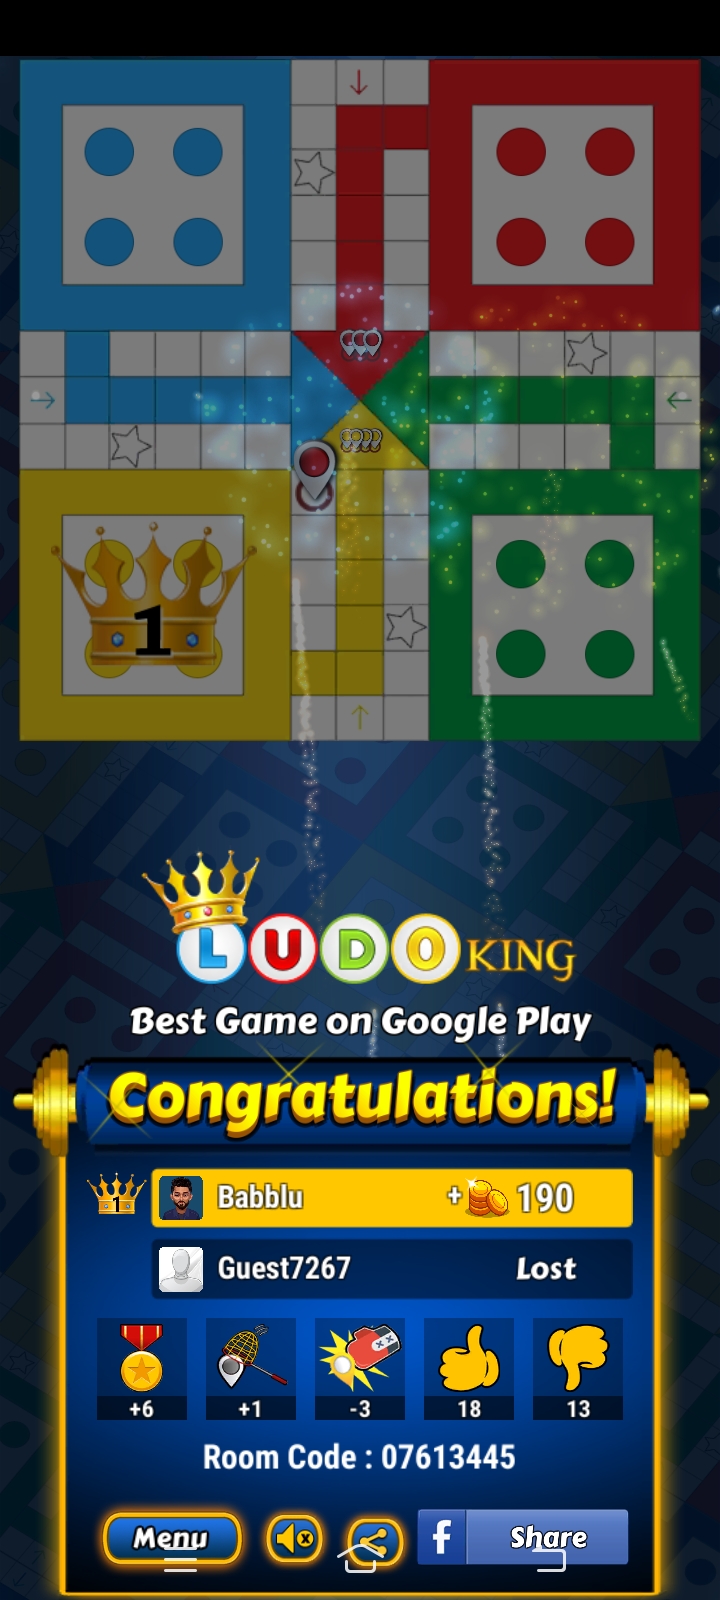 1
LUDO KING
Best Game on Google Play
Congratulations!
1 Babblu + 190
Guest7267 Lost
+6 +1 -3 18 13
Room Code : 07613445
Menu f Share